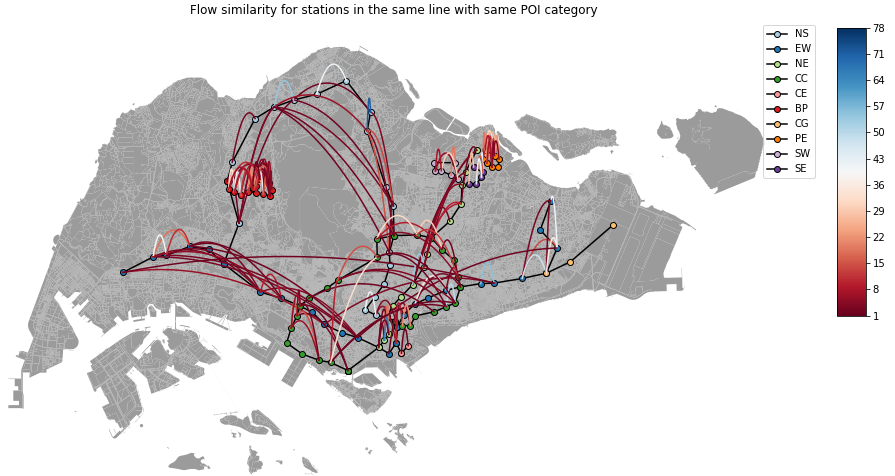 Flow similarity for stations in the same line with same POI category
NS
EW
NE
CC
CE
BP
CG
PE
SW
SE
78
71
64
57
50
43
36
29
22
15
8
1